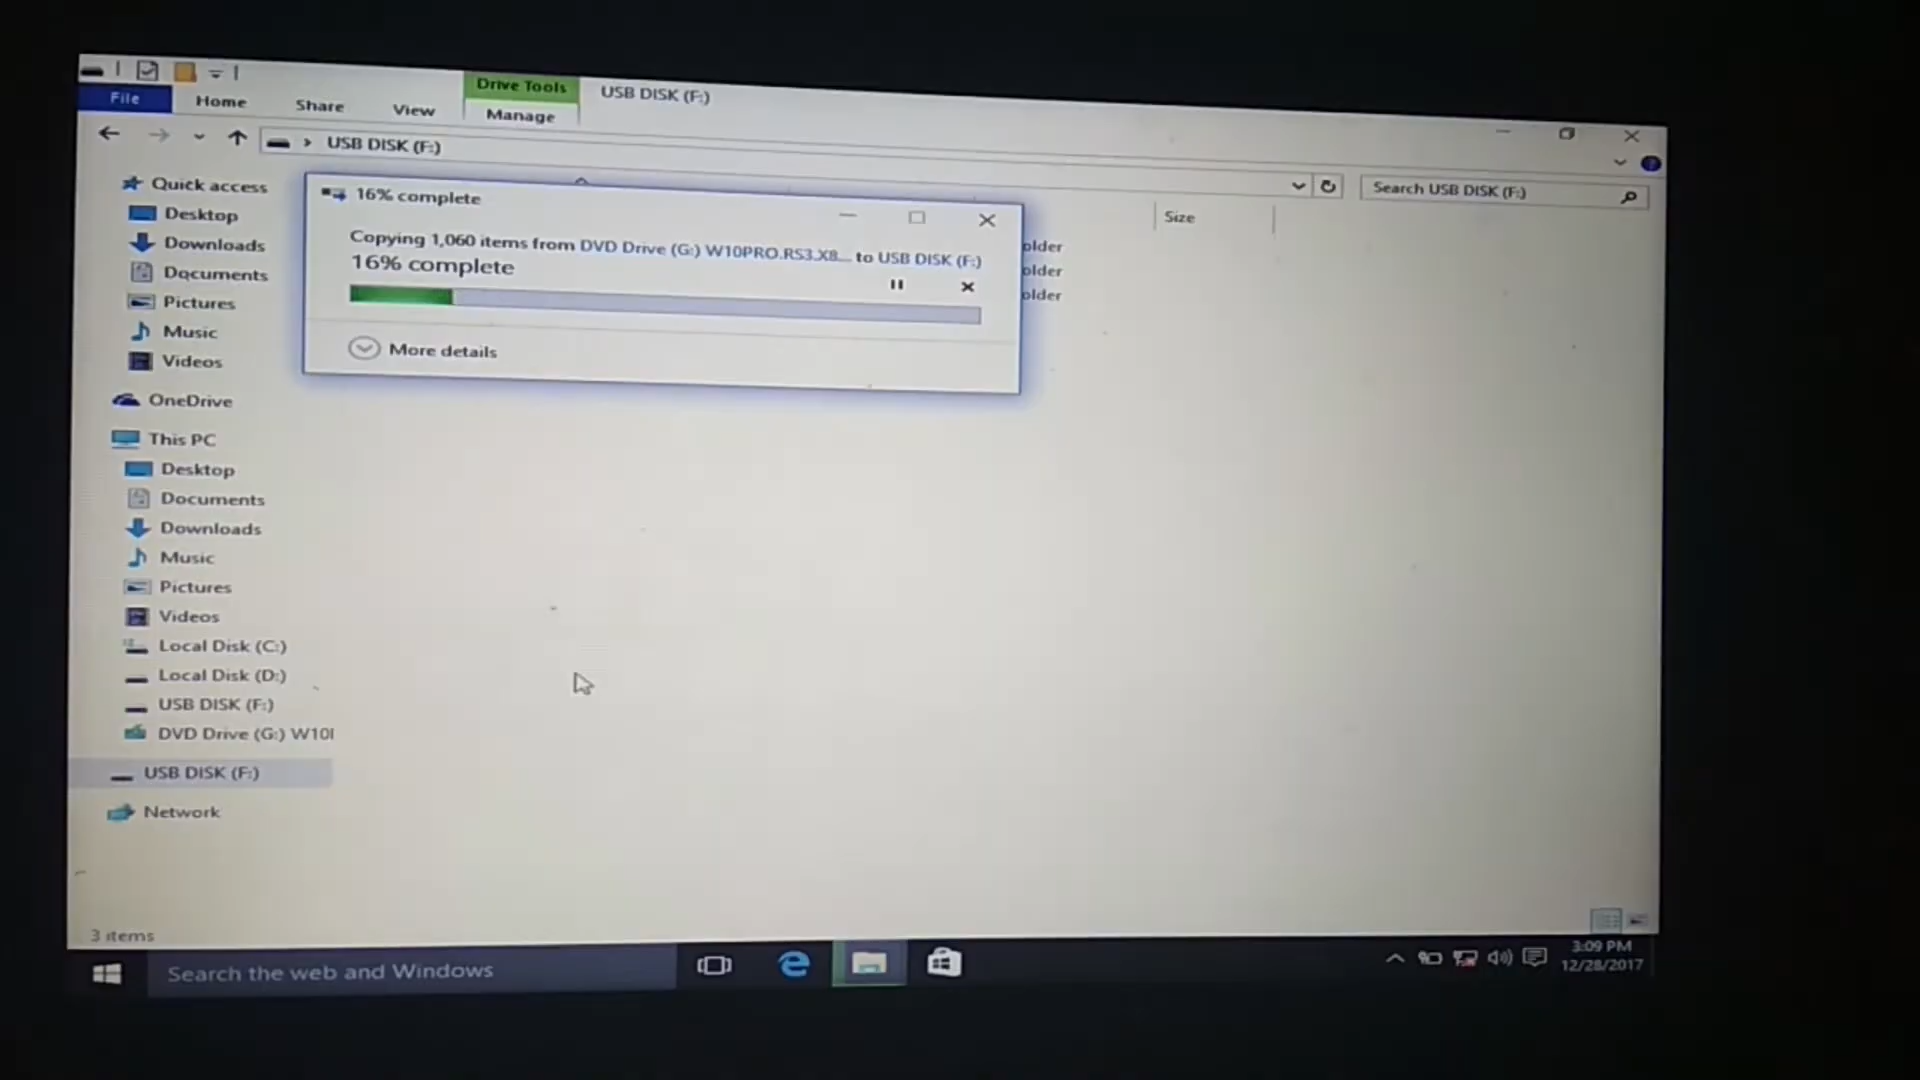 Drive Tools
USB DISK (F:)
File
Home
Share
View
Manage
USB DISK (F:)
Search USB DISK (F:)
Quick access
Desktop
Downloads
Documents
Pictures
Music
Videos
OneDrive
This PC
Desktop
Documents
Downloads
Music
Pictures
Videos
Local Disk (C:)
Local Disk (D:)
USB DISK (F:)
DVD Drive (G:) W10
USB DISK (F:)
Network
16% complete
Copying 1,060 items from DVD Drive (G:) W10PRO.RS3.X8... to USB DISK (F:)
16% complete
More details
Size
older
older
older
3 items
Search the web and Windows
3:09 PM
12/28/2017